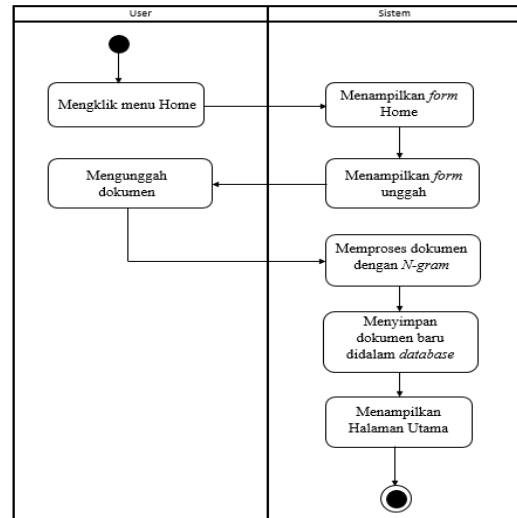 User
Sistem
Mengklik menu Home
Menampilkan form
Home
Menampilkan form
unggah
Mengunggah
dokumen
Memproses dokumen
dengan N-gram
Menyimpan
dokumen baru
didalam database
Menampilkan
Halaman Utama